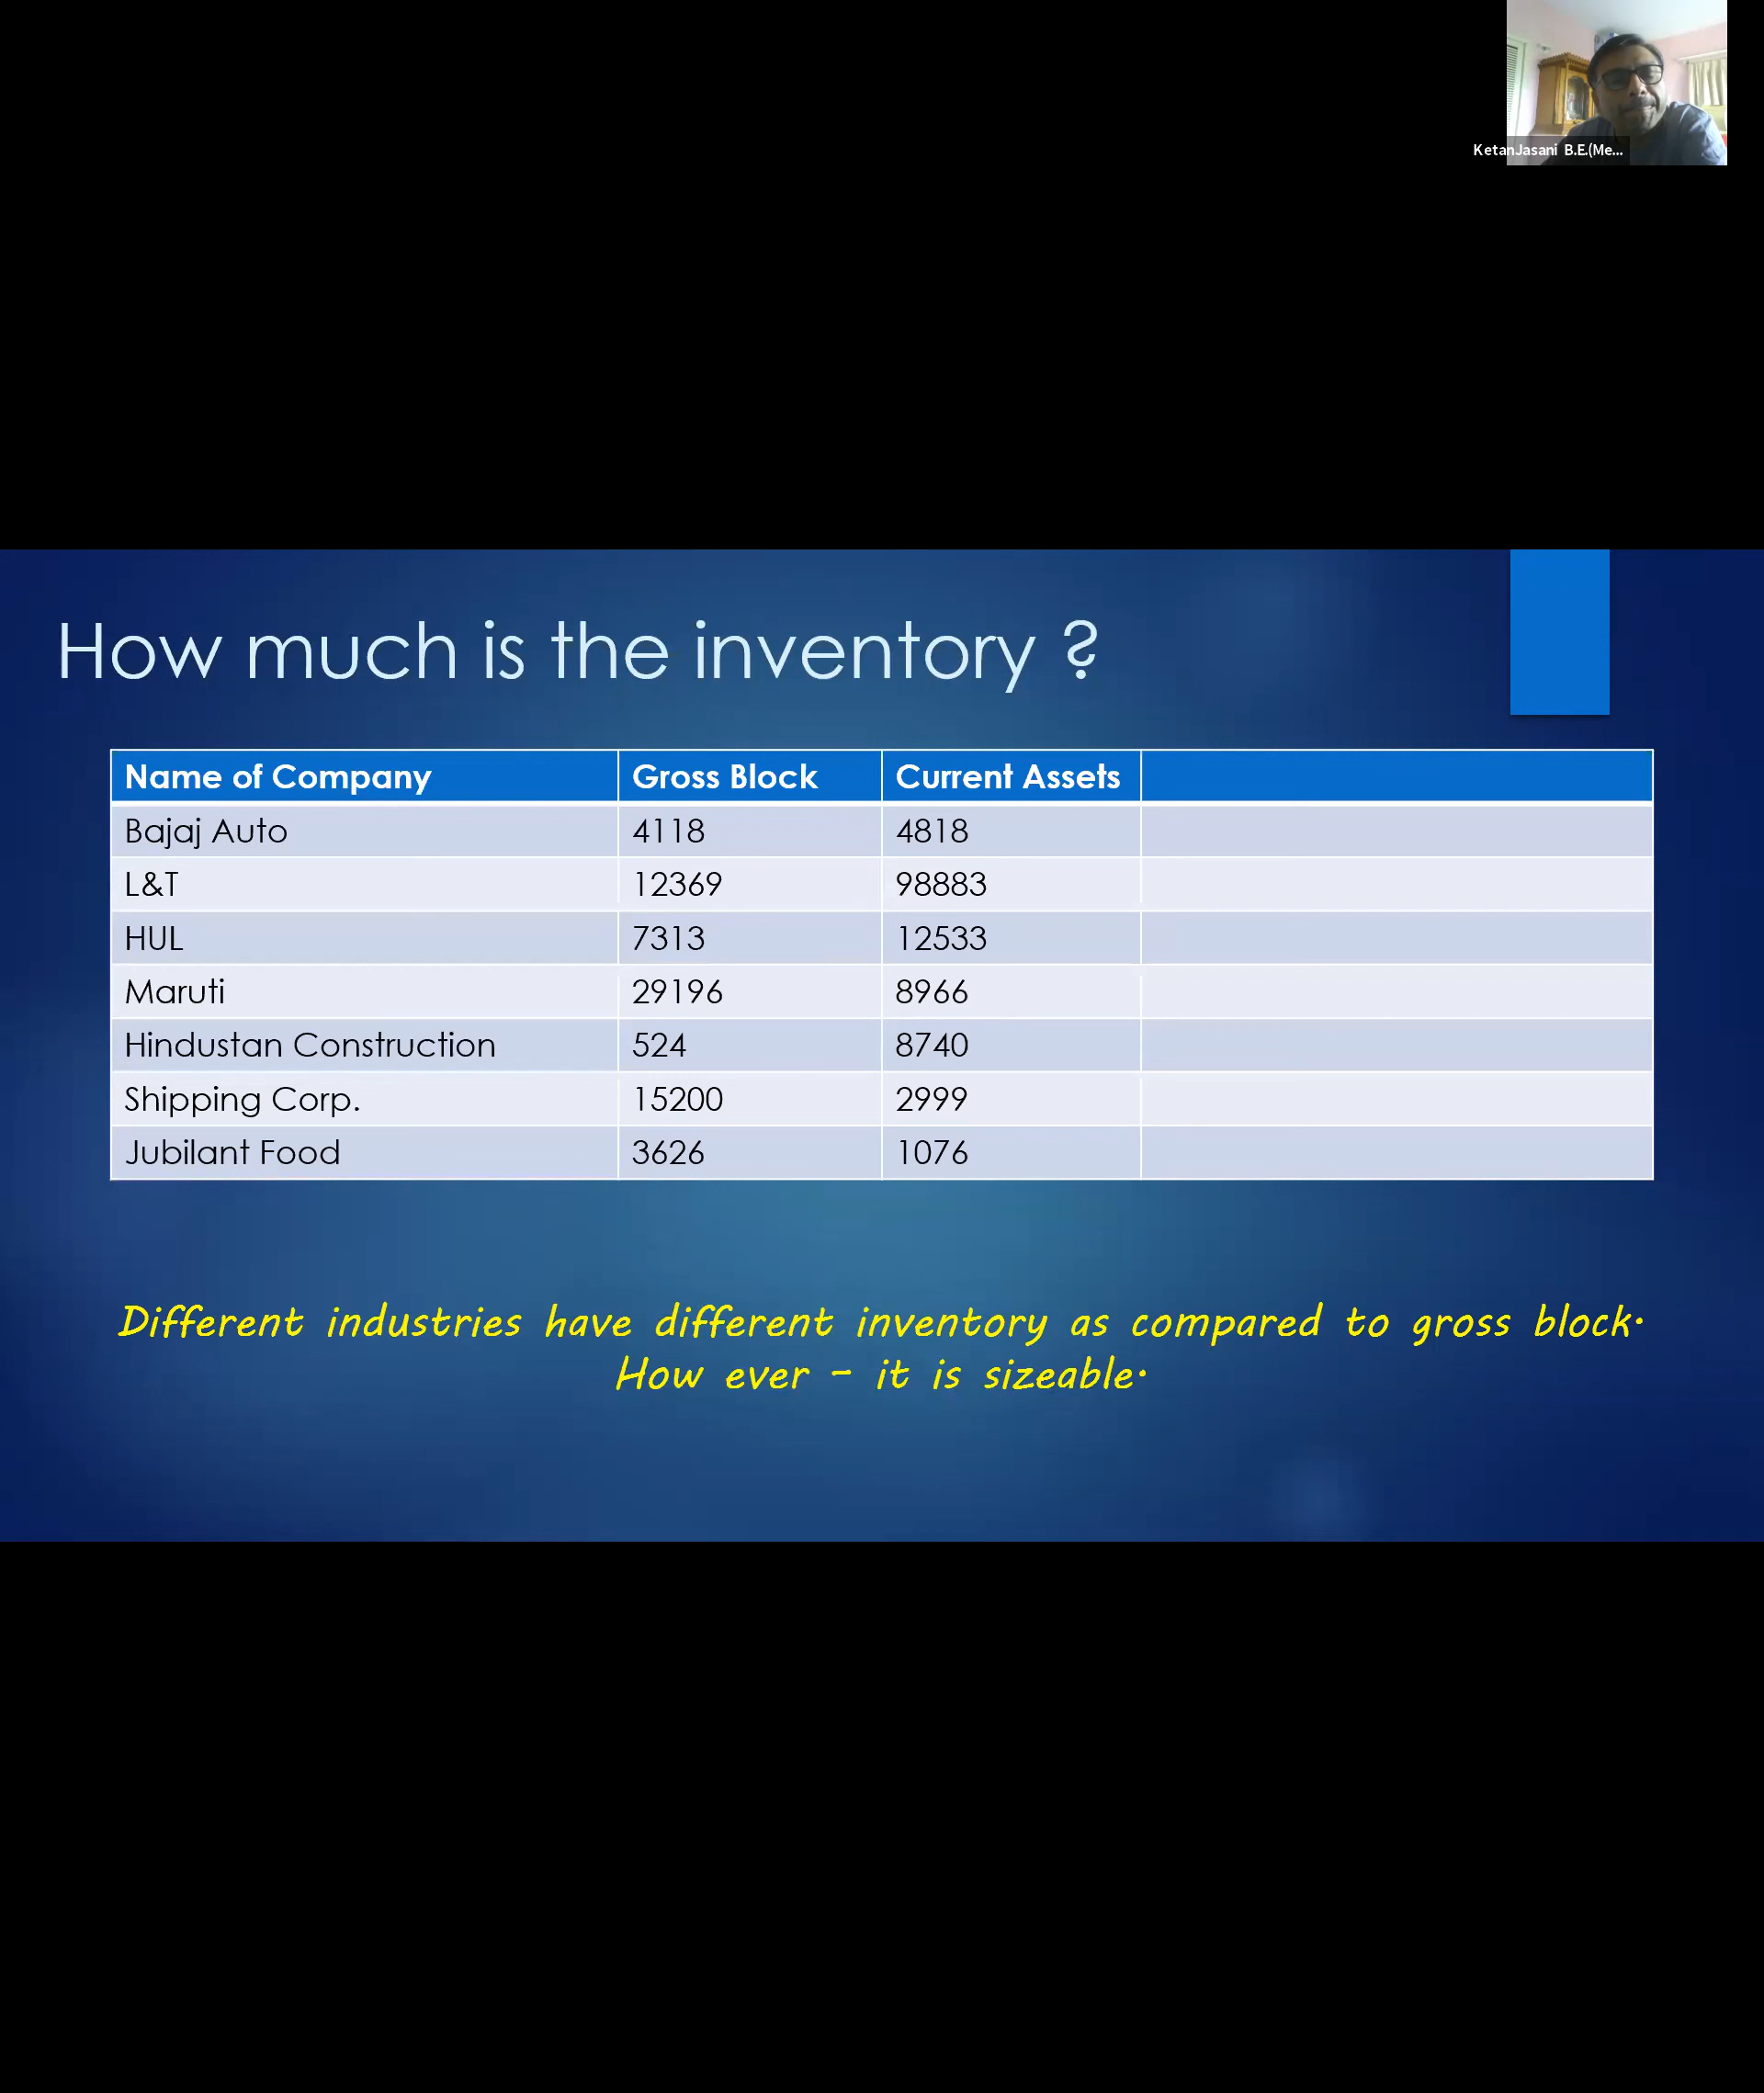 KetanJasani B.E.(Me...
How much is the inventory ?
Name of Company Gross Block Current Assets
Bajaj Auto 4118 4818
L&T 12369 98883
HUL 7313 12533
Maruti 29196 8966
Hindustan Construction 524 8740
Shipping Corp. 15200 2999
Jubilant Food 3626 1076
Different industries have different inventory as compared to gross block.
How ever - it is sizeable.